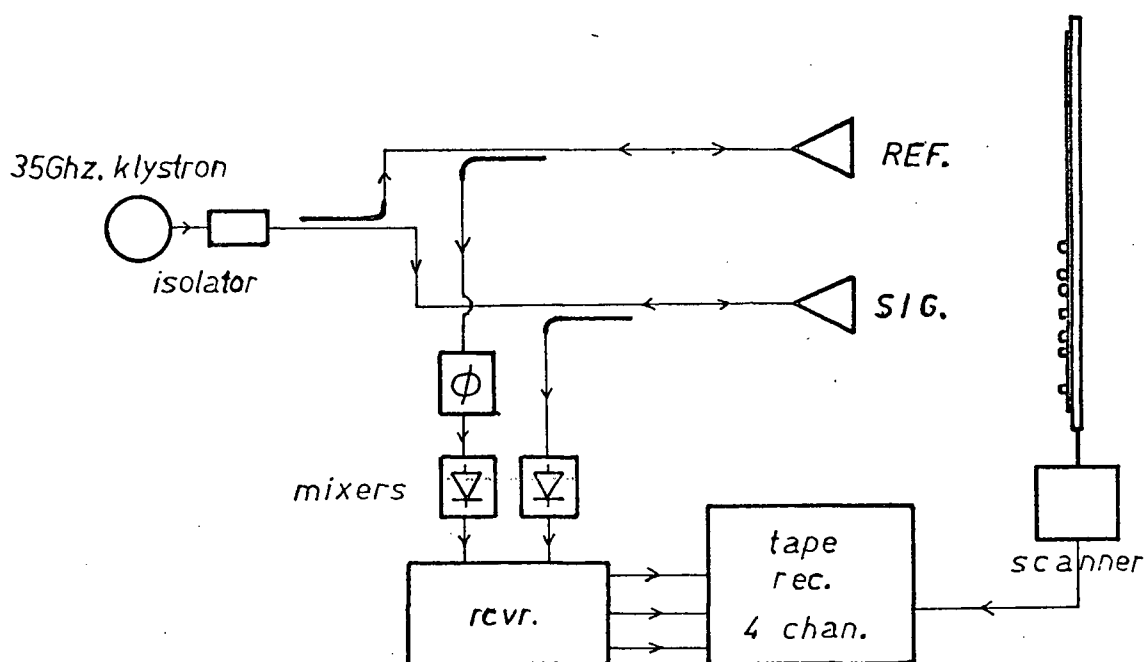 REF.
35Ghz. klystron
isolator
SIG.
ϕ
mixers
tape
rec.
4 chan.
scanner
rcvr.